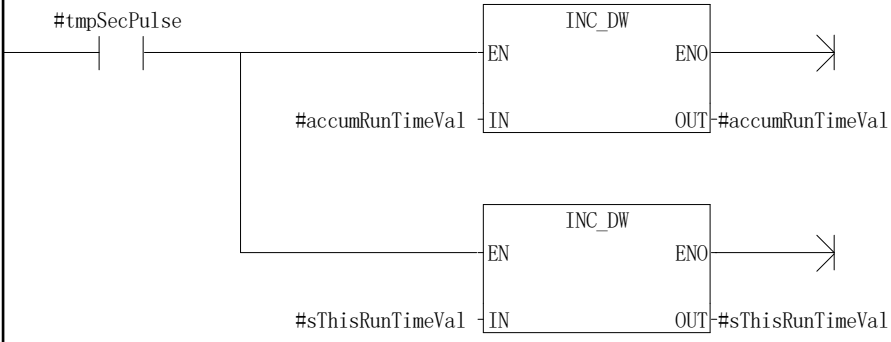 #tmpSecPulse
INC_DW
EN ENO
#accumRunTimeVal IN OUT #accumRunTimeVal
INC_DW
EN ENO
#sThisRunTimeVal IN OUT #sThisRunTimeVal